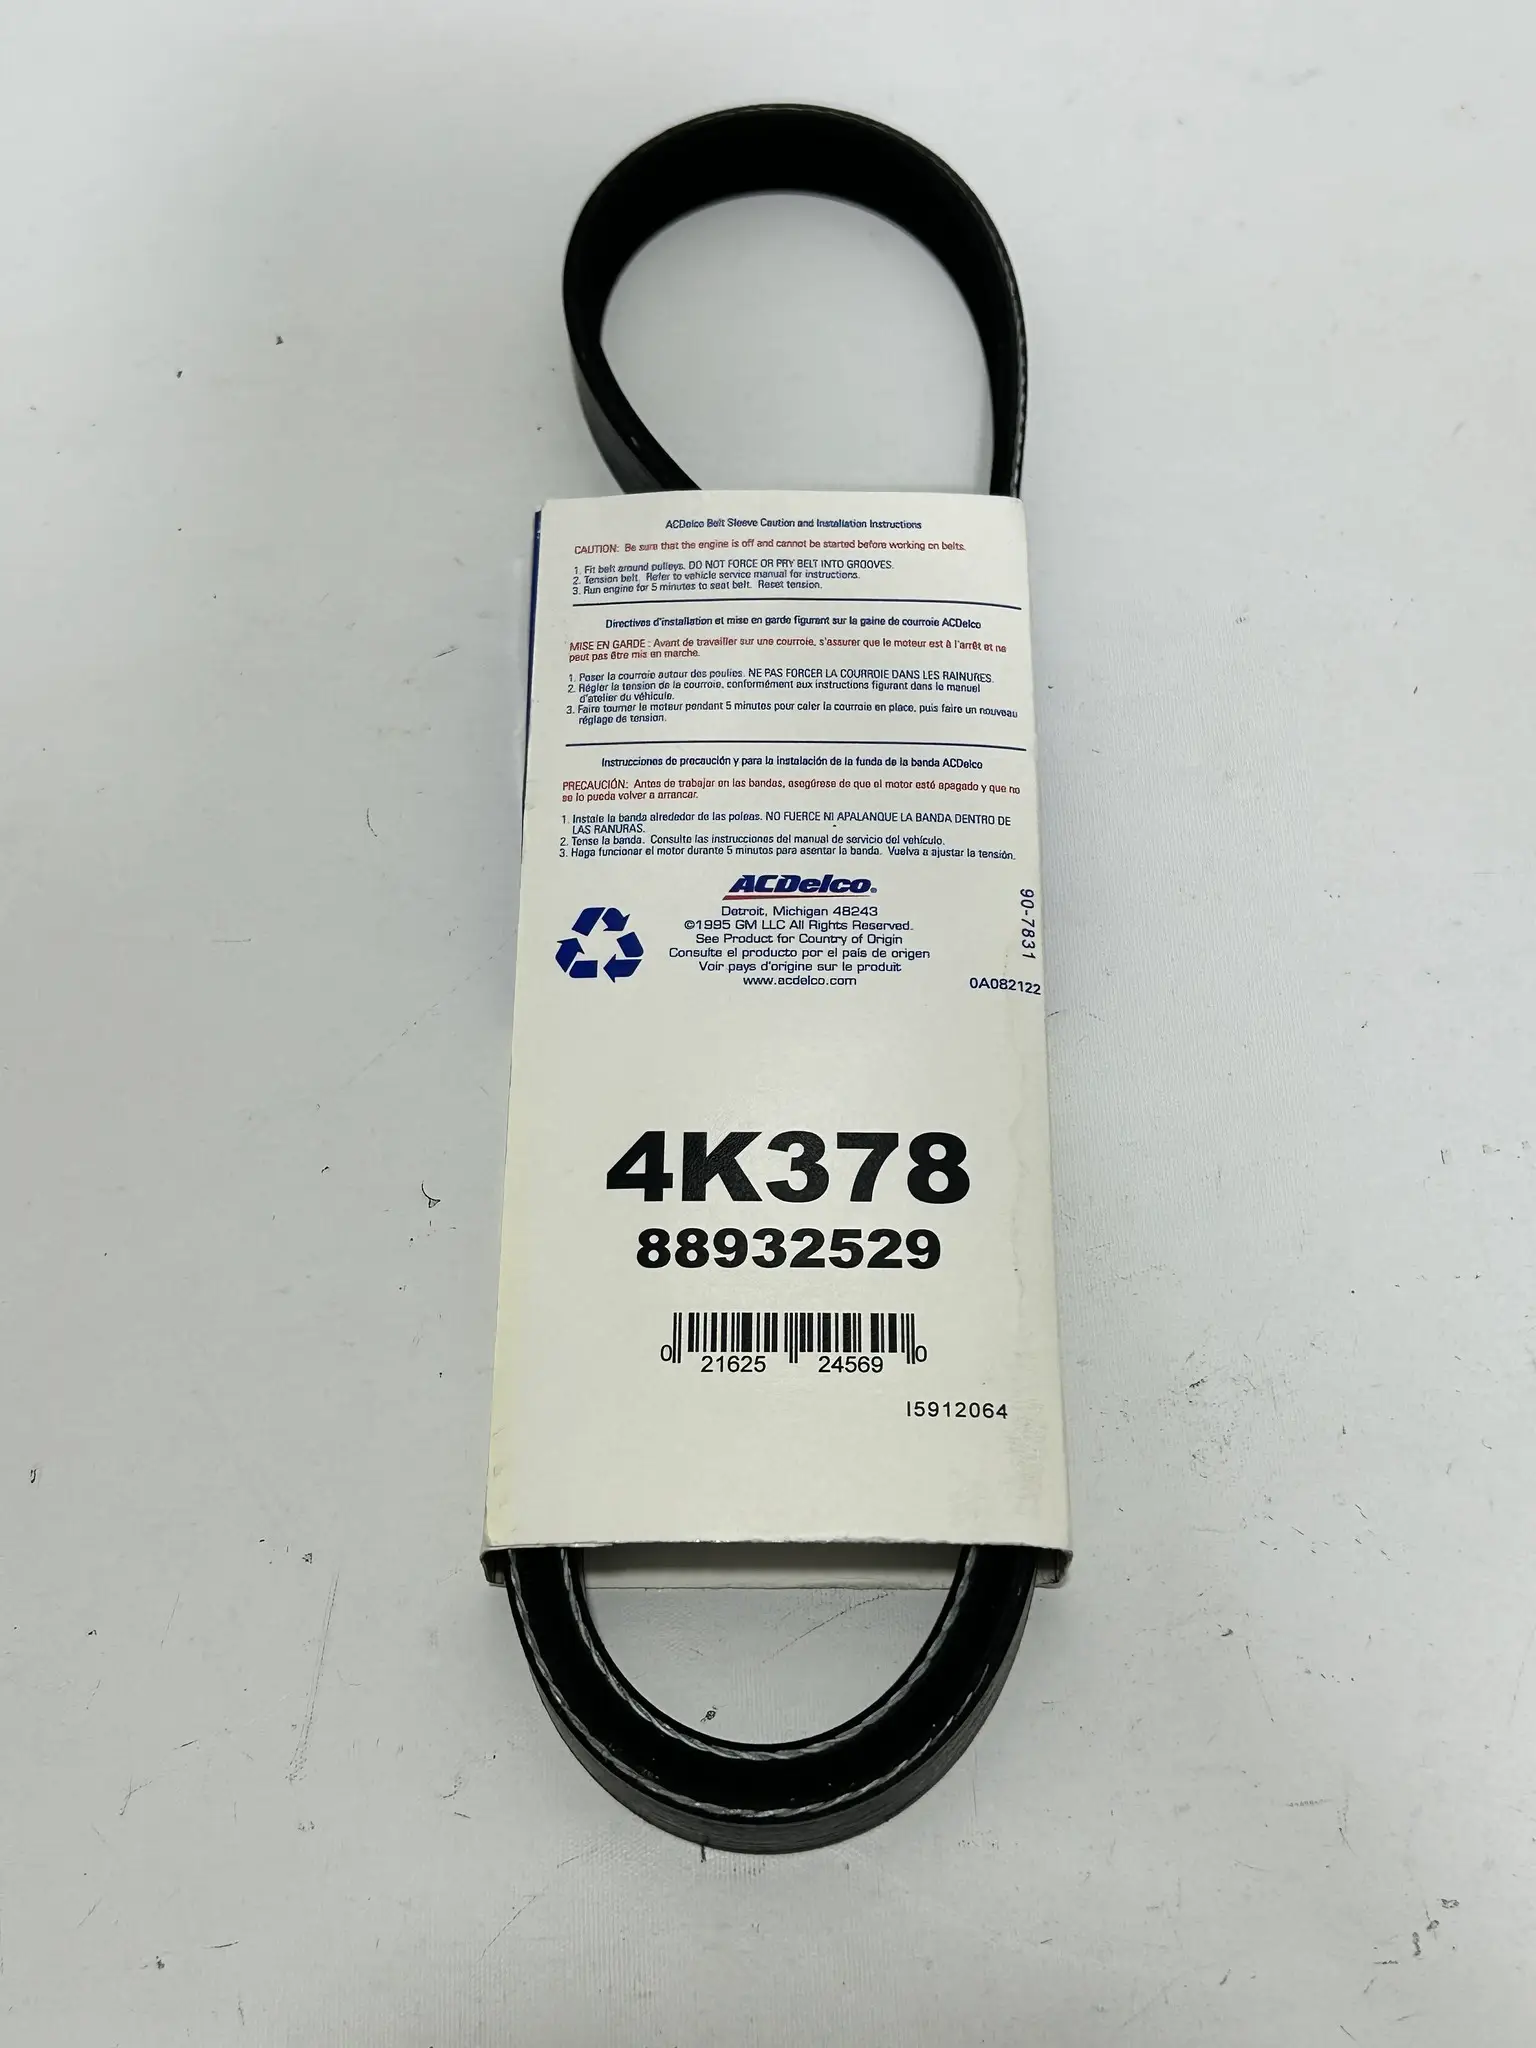 ACDelco Belt Sleeve Caution and Installation Instructions
CAUTION: Be sure that the engine is off and cannot be started before working on belts.
1. Fit belt around pulleys. DO NOT FORCE OR PRY BELT INTO GROOVES.
2. Tension belt. Refer to vehicle service manual for instructions.
3. Run engine for 5 minutes to seat belt. Reset tension.
Directives d'installation et mise en garde figurant sur la gaine de courroie ACDelco
MISE EN GARDE : Avant de travailler sur une courroie, s'assurer que le moteur est à l'arrêt et ne
peut pas être mis en marche.
1. Poser la courroie autour des poulies. NE PAS FORCER LA COURROIE DANS LES RAINURES.
2. Régler la tension de la courroie, conformément aux instructions figurant dans le manuel
d'atelier du véhicule.
3. Faire tourner le moteur pendant 5 minutes pour caler la courroie en place, puis faire un nouveau
réglage de tension.
Instrucciones de precaución y para la instalación de la funda de la banda ACDelco
PRECAUCIÓN: Antes de trabajar en las bandas, asegúrese de que el motor esté apagado y que no
se lo pueda volver a arrancar.
1. Instale la banda alrededor de las poleas. NO FUERCE NI APALANQUE LA BANDA DENTRO DE
LAS RANURAS.
2. Tense la banda. Consulte las instrucciones del manual de servicio del vehículo.
3. Haga funcionar el motor durante 5 minutos para asentar la banda. Vuelva a ajustar la tensión.
ACDelco®
Detroit, Michigan 48243
©1995 GM LLC All Rights Reserved.
See Product for Country of Origin
Consulte el producto por el país de origen
Voir pays d'origine sur le produit
www.acdelco.com
90-7831
0A082122
4K378
88932529
0 21625 24569 0
I5912064